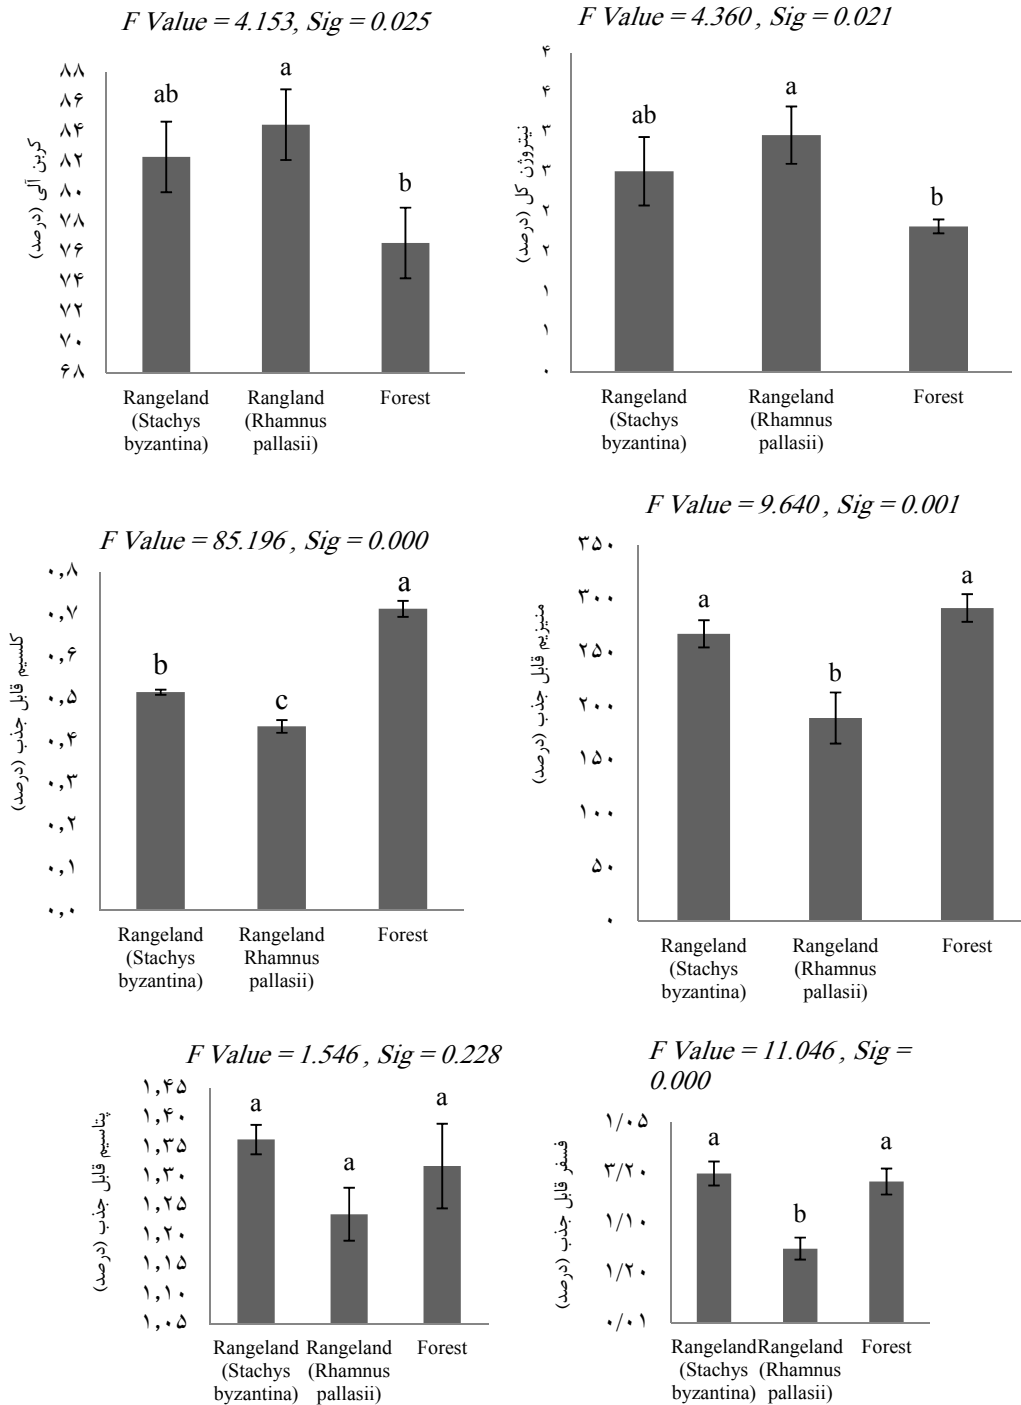 F Value = 4.153, Sig = 0.025
کربن آلی (درصد)
۸۸
۸۶
۸۴
۸۲
۸۰
۷۸
۷۶
۷۴
۷۲
۷۰
۶۸
ab
a
b
Rangeland (Stachys byzantina)
Rangland (Rhamnus pallasii)
Forest
F Value = 4.360 , Sig = 0.021
نیتروژن کل (درصد)
۴
۴
۳
۳
۲
۲
۱
۱
۰
ab
a
b
Rangeland (Stachys byzantina)
Rangeland (Rhamnus pallasii)
Forest
F Value = 85.196 , Sig = 0.000
کلسیم قابل جذب (درصد)
۰,۸
۰,۷
۰,۶
۰,۵
۰,۴
۰,۳
۰,۲
۰,۱
۰,۰
b
c
a
Rangeland (Stachys byzantina)
Rangeland Rhamnus pallasii)
Forest
F Value = 9.640 , Sig = 0.001
منیزیم قابل جذب (درصد)
۳۵۰
۳۰۰
۲۵۰
۲۰۰
۱۵۰
۱۰۰
۵۰
۰
a
b
a
Rangeland (Stachys byzantina)
Rangeland (Rhamnus pallasii)
Forest
F Value = 1.546 , Sig = 0.228
پتاسیم قابل جذب (درصد)
۱,۴۵
۱,۴۰
۱,۳۵
۱,۳۰
۱,۲۵
۱,۲۰
۱,۱۵
۱,۱۰
۱,۰۵
a
a
a
Rangeland (Stachys byzantina)
Rangeland (Rhamnus pallasii)
Forest
F Value = 11.046 , Sig =
0.000
فسفر قابل جذب (درصد)
۱/۰۵
۳/۲۰
۱/۱۰
۱/۲۰
۰/۰۱
a
b
a
Rangeland (Stachys byzantina)
Rangeland (Rhamnus pallasii)
Forest